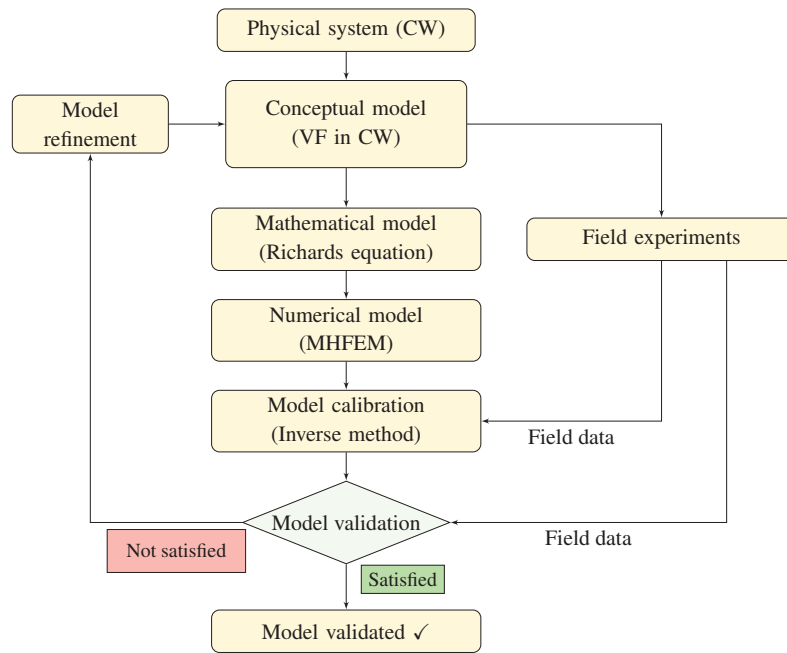 Physical system (CW)
Model
refinement
Conceptual model
(VF in CW)
Mathematical model
(Richards equation)
Field experiments
Numerical model
(MHFEM)
Model calibration
(Inverse method)
Field data
Model validation
Field data
Not satisfied
Satisfied
Model validated ✓